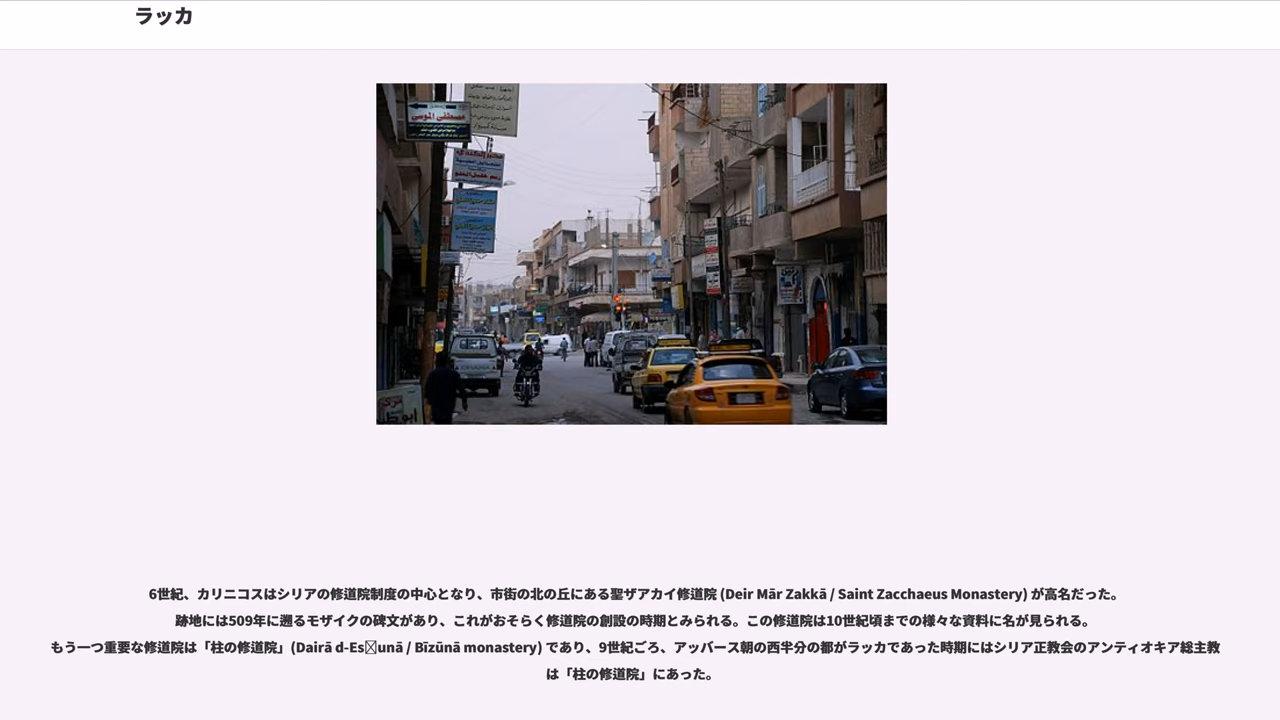 ラッカ
مصطفى الموسى
6世紀、カリニコスはシリアの修道院制度の中心となり、市街の北の丘にある聖ザアカイ修道院 (Deir Mār Zakkā / Saint Zacchaeus Monastery) が高名だった。
跡地には509年に遡るモザイクの碑文があり、これがおそらく修道院の創設の時期とみられる。この修道院は10世紀頃までの様々な資料に名が見られる。
もう一つ重要な修道院は「柱の修道院」(Dairā d-Es□unā / Bīzūnā monastery) であり、9世紀ごろ、アッバース朝の西半分の都がラッカであった時期にはシリア正教会のアンティオキア総主教
は「柱の修道院」にあった。